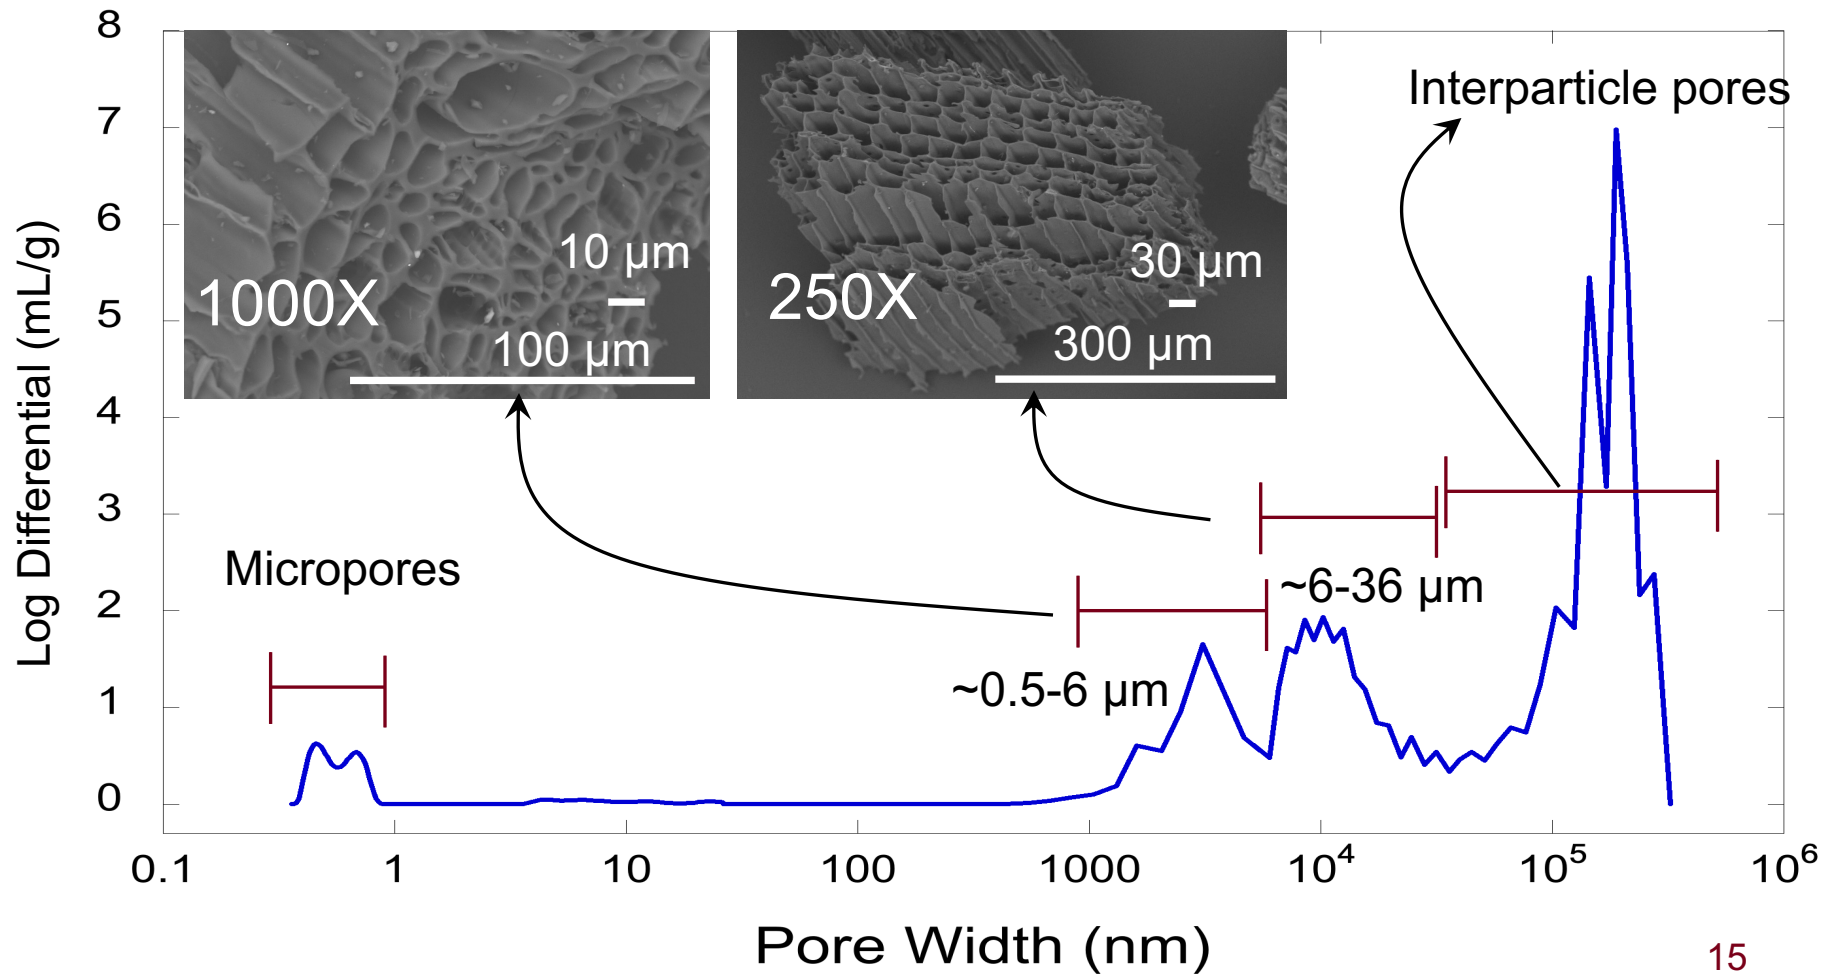 8
7
6
5
4
3
2
1
0
Log Differential (mL/g)
1000X
10 µm
100 µm
250X
30 µm
300 µm
Interparticle pores
Micropores
~0.5-6 µm
~6-36 µm
0.1 1 10 100 1000 10⁴ 10⁵ 10⁶
Pore Width (nm)
15